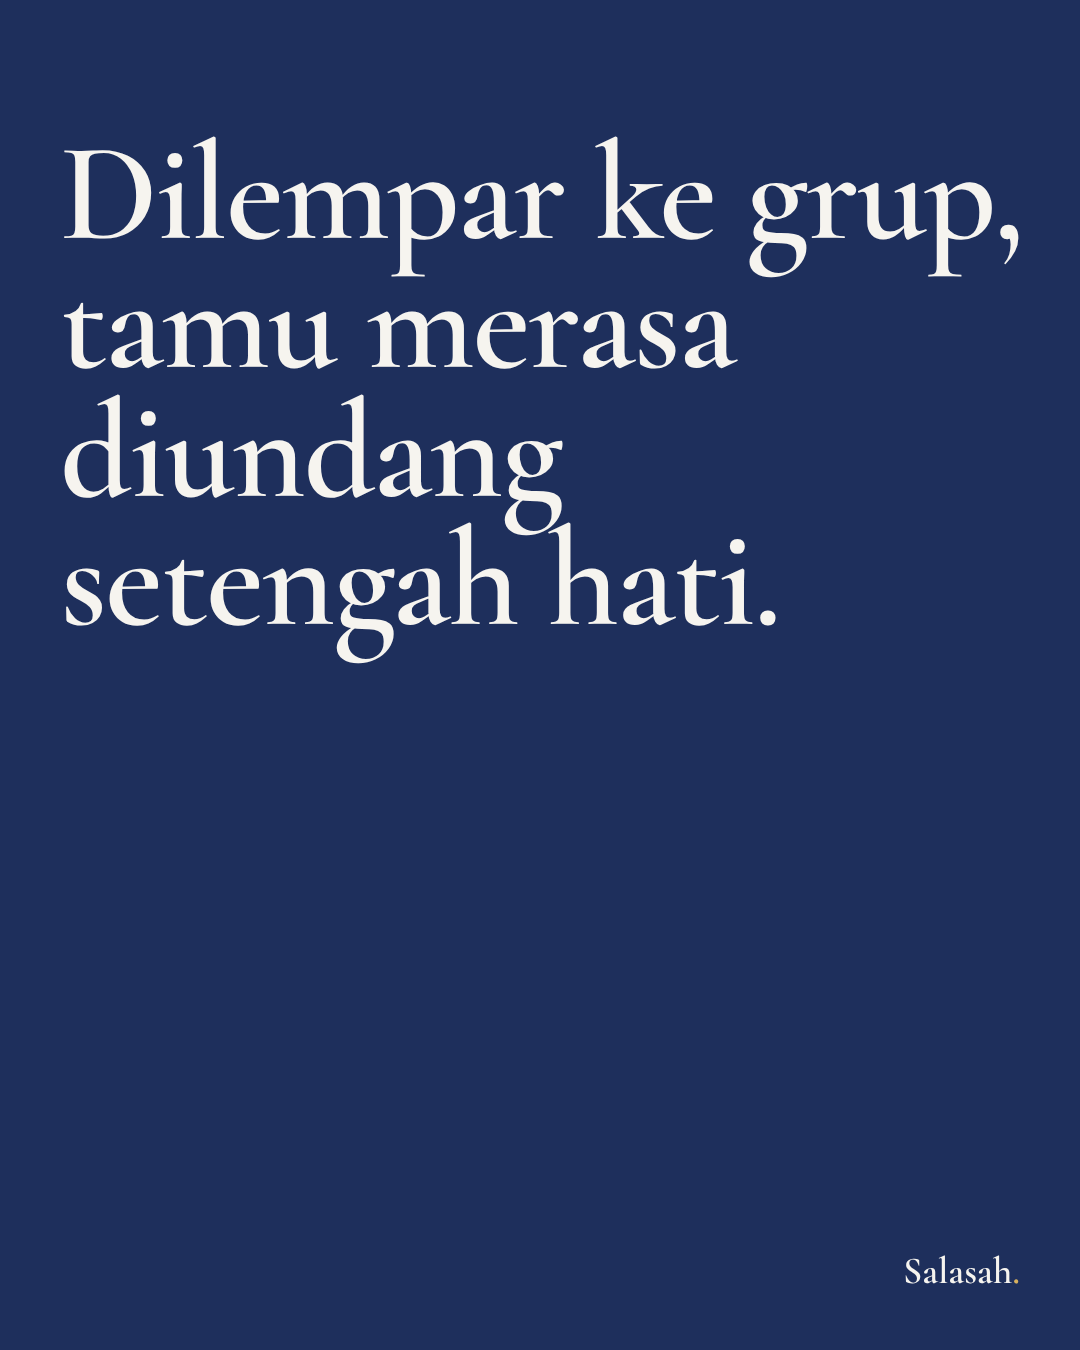 Dilempar ke grup,
tamu merasa
diundang
setengah hati.
Salasah.